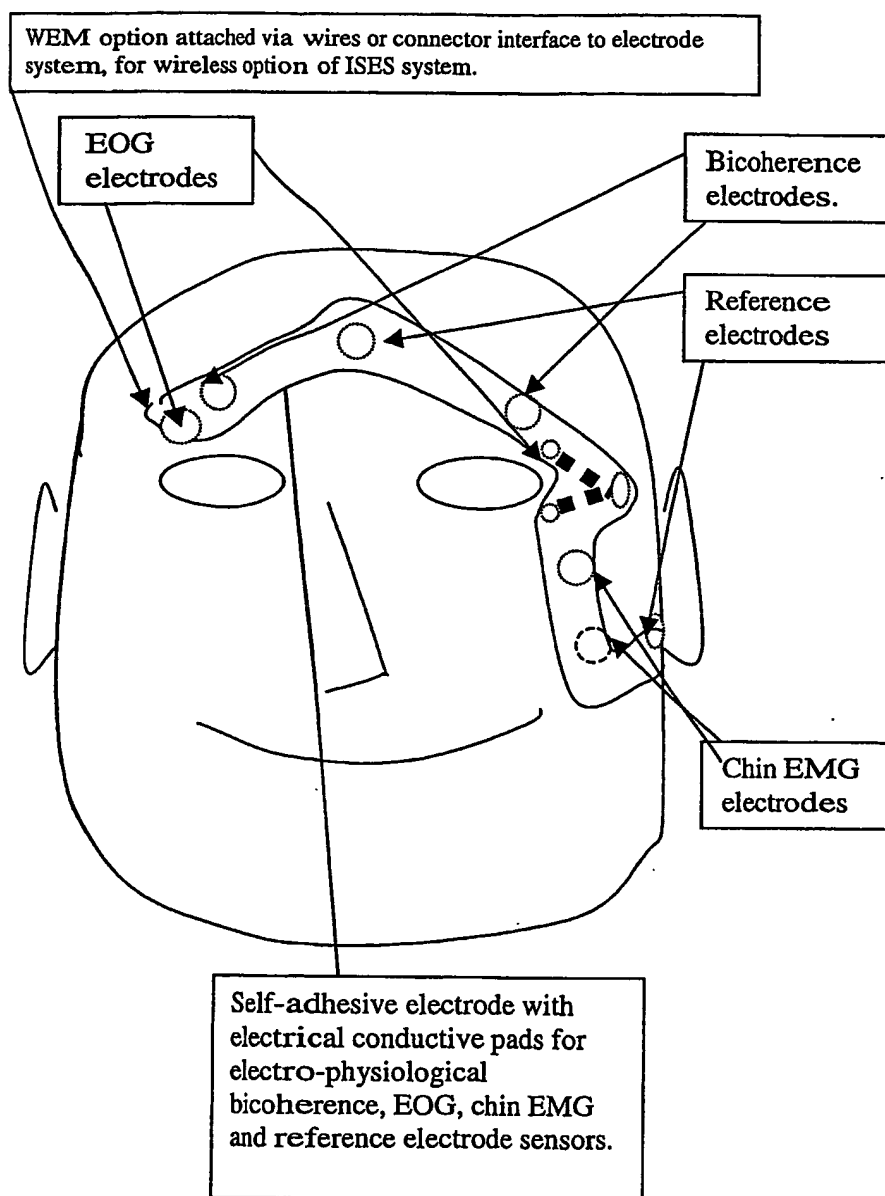 WEM option attached via wires or connector interface to electrode
system, for wireless option of ISES system.
EOG
electrodes
Bicoherence
electrodes.
Reference
electrodes
Chin EMG
electrodes
Self-adhesive electrode with
electrical conductive pads for
electro-physiological
bicoherence, EOG, chin EMG
and reference electrode sensors.